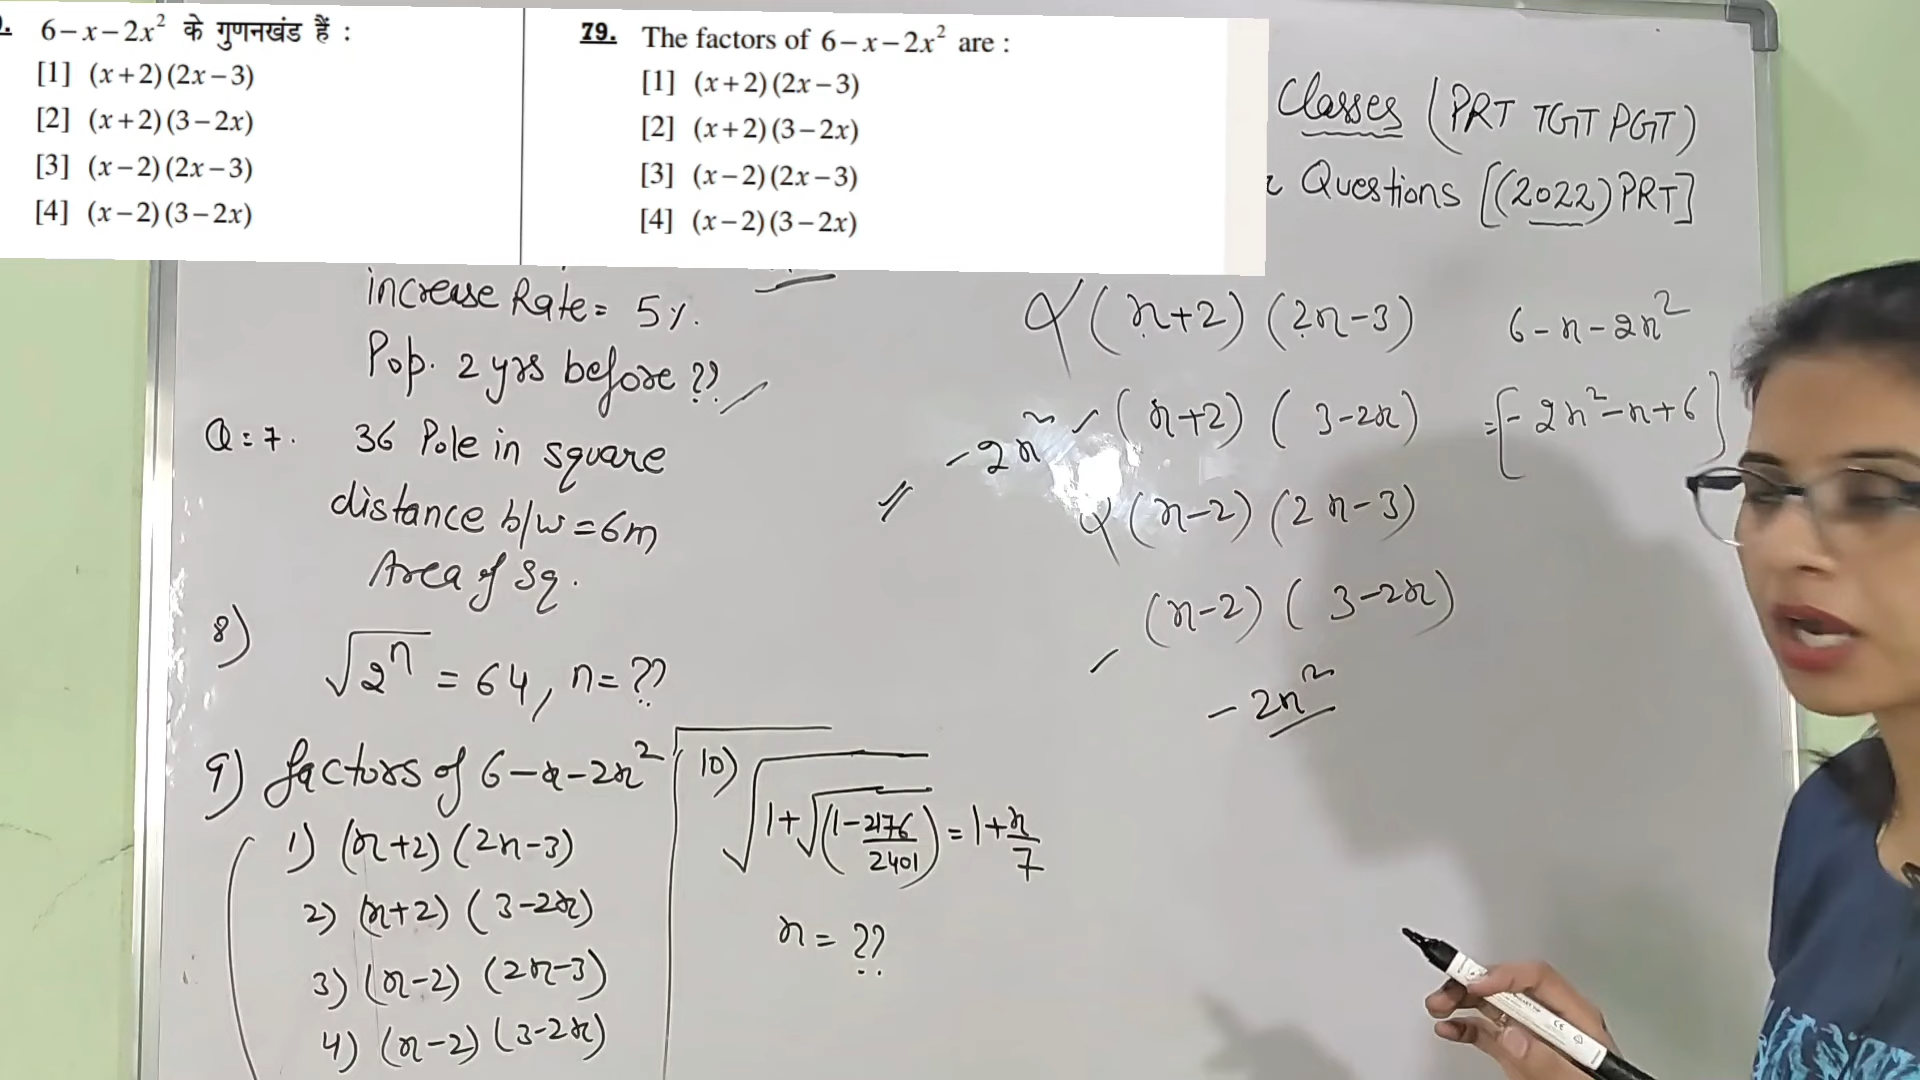 6-x-2x² के गुणनखंड हैं :
[1] (x+2)(2x-3)
[2] (x+2)(3-2x)
[3] (x-2)(2x-3)
[4] (x-2)(3-2x)
79. The factors of 6-x-2x² are :
[1] (x+2)(2x-3)
[2] (x+2)(3-2x)
[3] (x-2)(2x-3)
[4] (x-2)(3-2x)
Classes (PRT TGT PGT)
Questions [(2022) PRT]
increase Rate = 5%.
Pop. 2 yrs before ??
Q=7. 36 Pole in square
distance b/w = 6m
Area of Sq.
8) √2ⁿ = 64, n = ??
9) factors of 6-x-2x²
1) (x+2) (2x-3)
2) (x+2) (3-2x)
3) (x-2) (2x-3)
4) (x-2) (3-2x)
10) √1+√(1-2176/2401) = 1+x/7
x = ??
(x+2) (2x-3)
6-x-2x²
-2x² ✓ (x+2) (3-2x)
=[-2x²-x+6]
(x-2) (2x-3)
(x-2) (3-2x)
-2x²